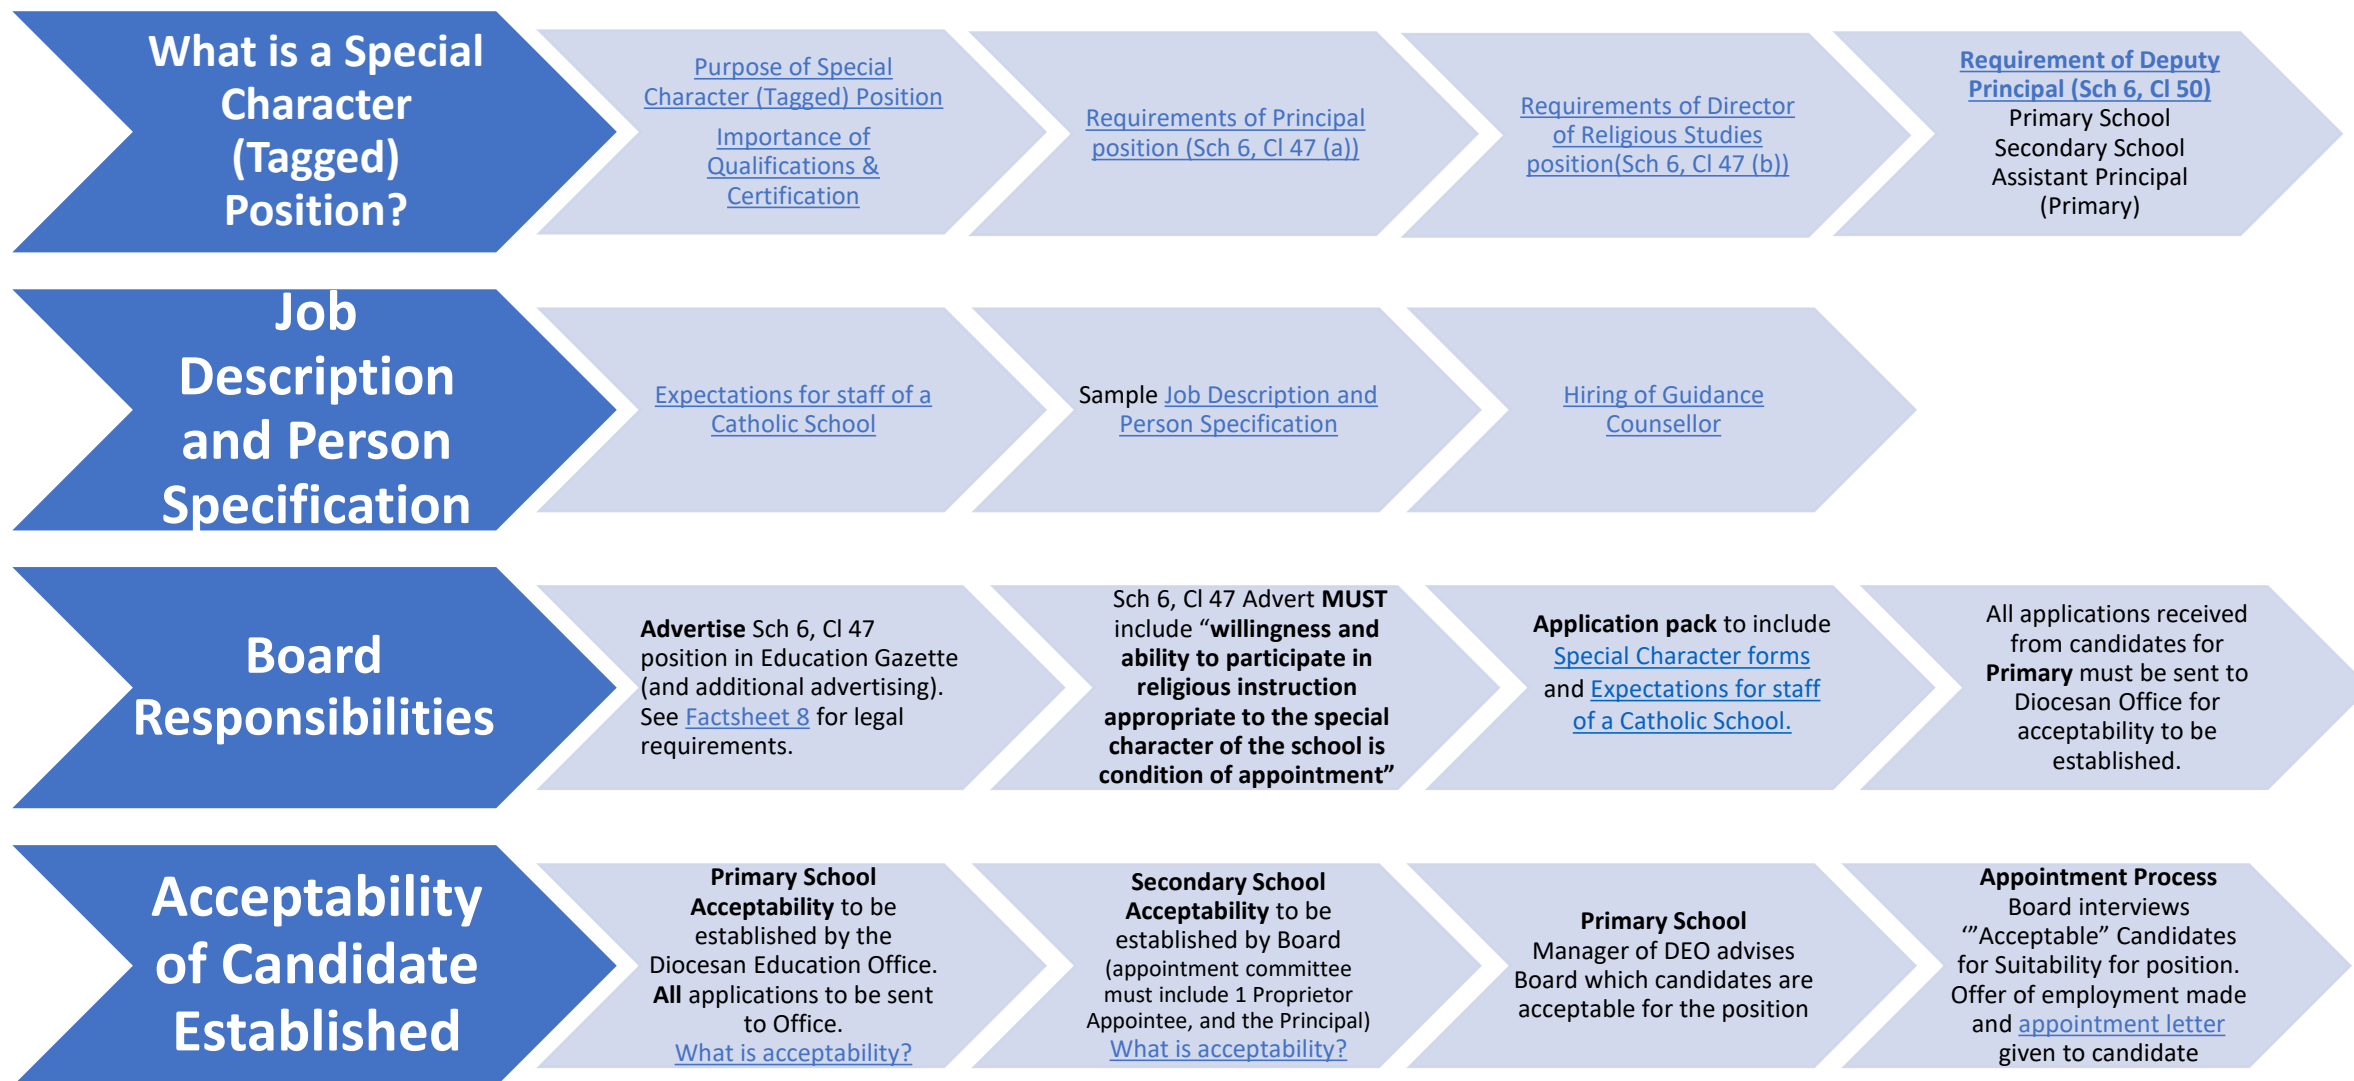 What is a Special
Character
(Tagged)
Position?
Purpose of Special
Character (Tagged) Position
Importance of
Qualifications &
Certification
Requirements of Principal
position (Sch 6, Cl 47 (a))
Requirements of Director
of Religious Studies
position(Sch 6, Cl 47 (b))
Requirement of Deputy
Principal (Sch 6, Cl 50)
Primary School
Secondary School
Assistant Principal
(Primary)
Job
Description
and Person
Specification
Expectations for staff of a
Catholic School
Sample Job Description and
Person Specification
Hiring of Guidance
Counsellor
Board
Responsibilities
Advertise Sch 6, Cl 47
position in Education Gazette
(and additional advertising).
See Factsheet 8 for legal
requirements.
Sch 6, Cl 47 Advert MUST
include “willingness and
ability to participate in
religious instruction
appropriate to the special
character of the school is
condition of appointment”
Application pack to include
Special Character forms
and Expectations for staff
of a Catholic School.
All applications received
from candidates for
Primary must be sent to
Diocesan Office for
acceptability to be
established.
Acceptability
of Candidate
Established
Primary School
Acceptability to be
established by the
Diocesan Education Office.
All applications to be sent
to Office.
What is acceptability?
Secondary School
Acceptability to be
established by Board
(appointment committee
must include 1 Proprietor
Appointee, and the Principal)
What is acceptability?
Primary School
Manager of DEO advises
Board which candidates are
acceptable for the position
Appointment Process
Board interviews
‘”Acceptable” Candidates
for Suitability for position.
Offer of employment made
and appointment letter
given to candidate